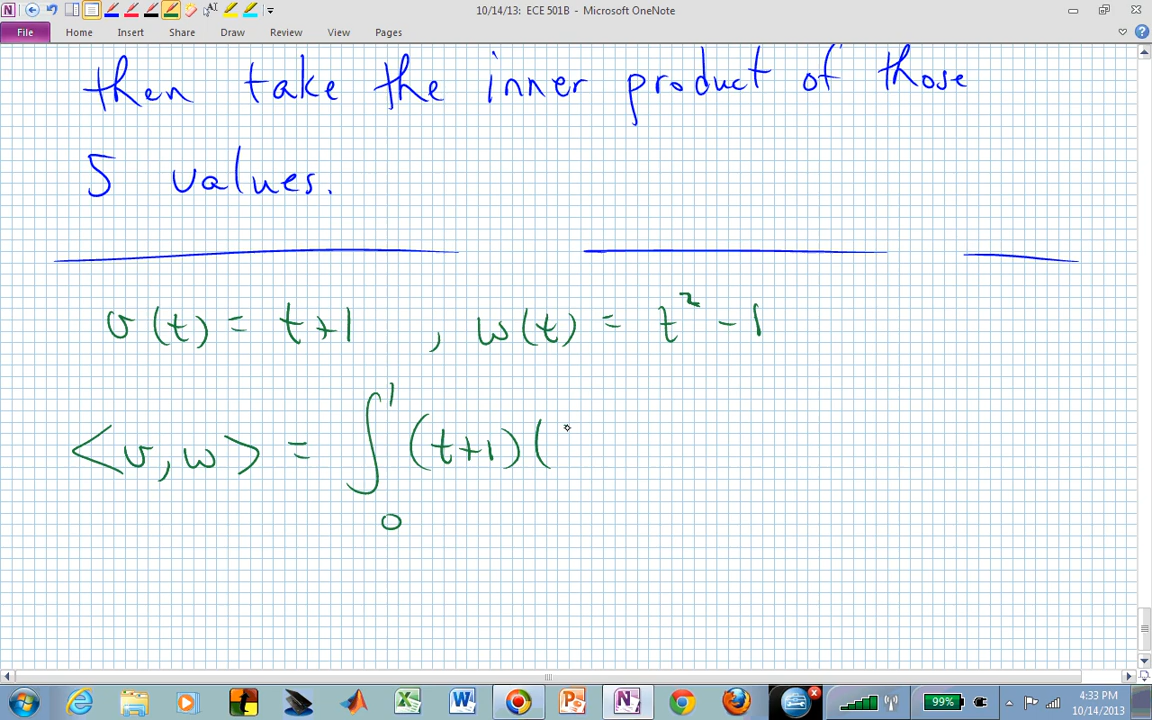 10/14/13: ECE 501B - Microsoft OneNote
File Home Insert Share Draw Review View Pages
then take the inner product of those
5 values.
v(t) = t+1 , w(t) = t² - 1
<v, w> = ∫₀¹ (t+1)(
99%
4:33 PM
10/14/2013